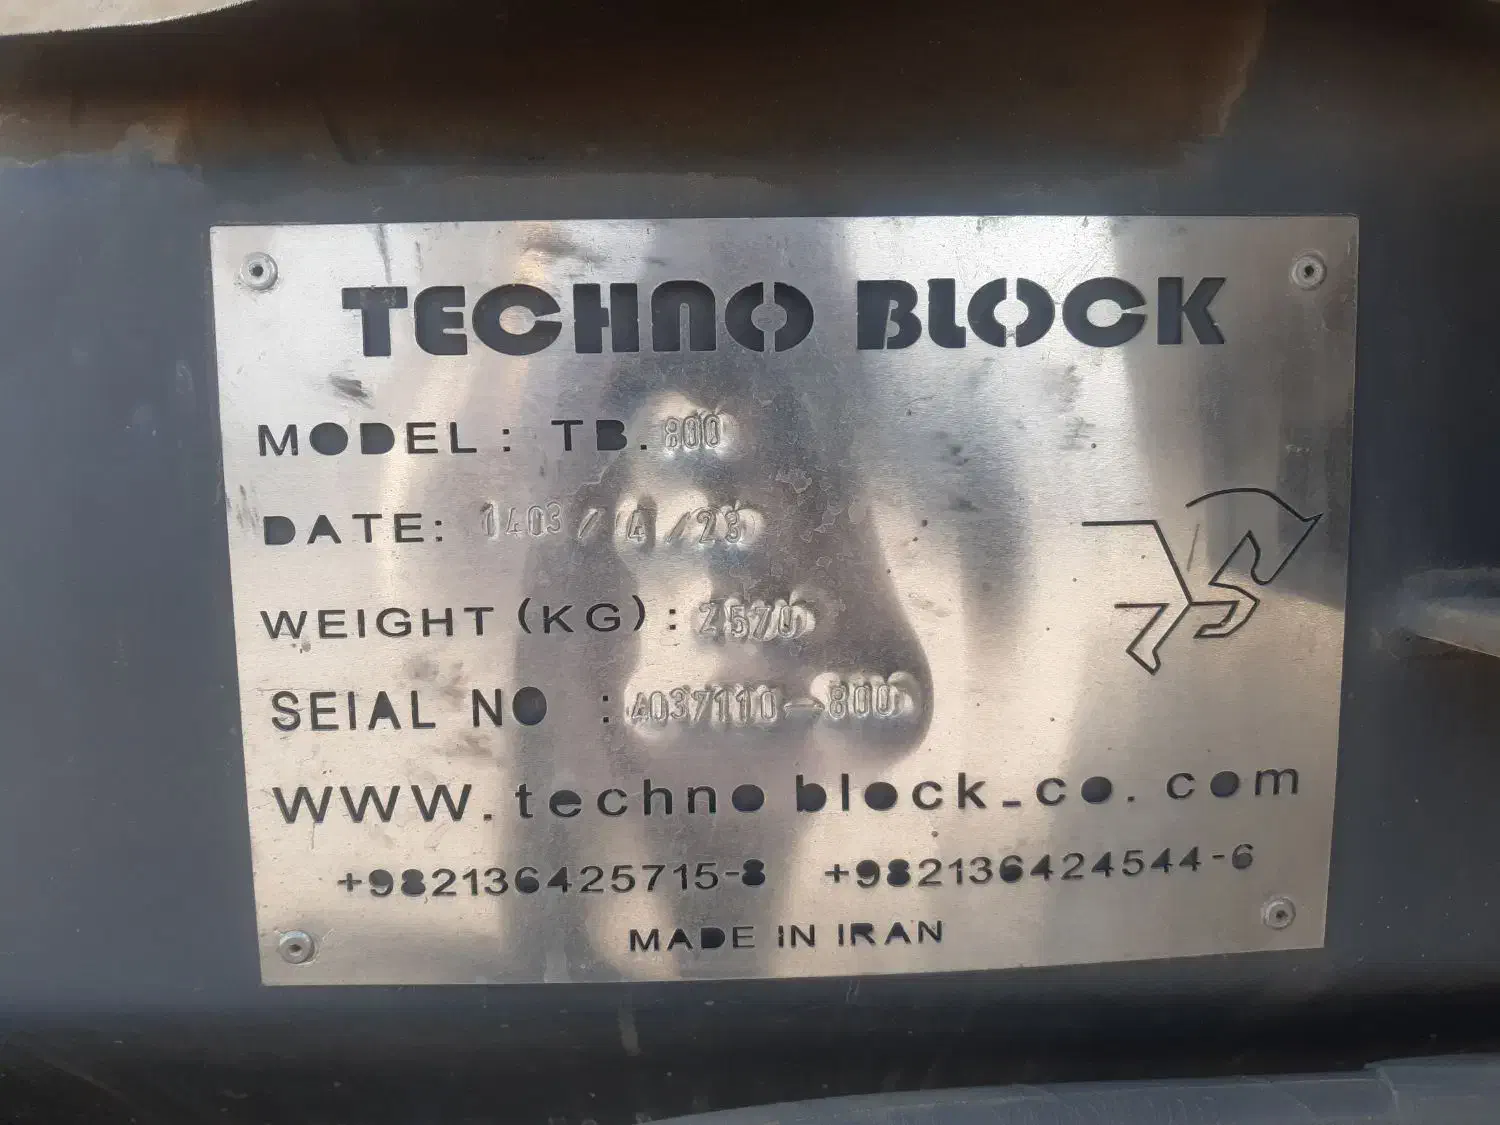 TECHNO BLOCK
MODEL: TB.800
DATE: 1403/4/23
WEIGHT(KG): 2570
SEIAL NO : 4037110-800
WWW.techno block-co.com
+982136425715-8 +982136424544-6
MADE IN IRAN